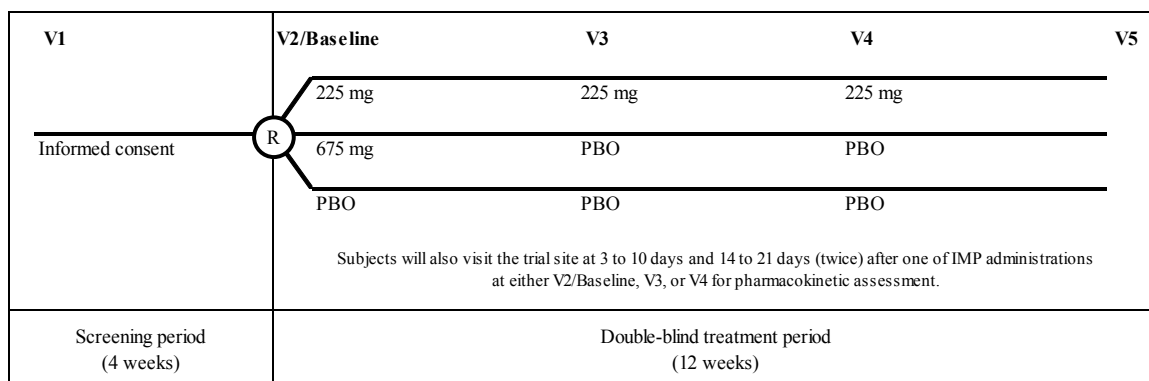 V1 V2/Baseline V3 V4 V5
225 mg 225 mg 225 mg
R
Informed consent 675 mg PBO PBO
PBO PBO PBO
Subjects will also visit the trial site at 3 to 10 days and 14 to 21 days (twice) after one of IMP administrations
at either V2/Baseline, V3, or V4 for pharmacokinetic assessment.
Screening period Double-blind treatment period
(4 weeks) (12 weeks)